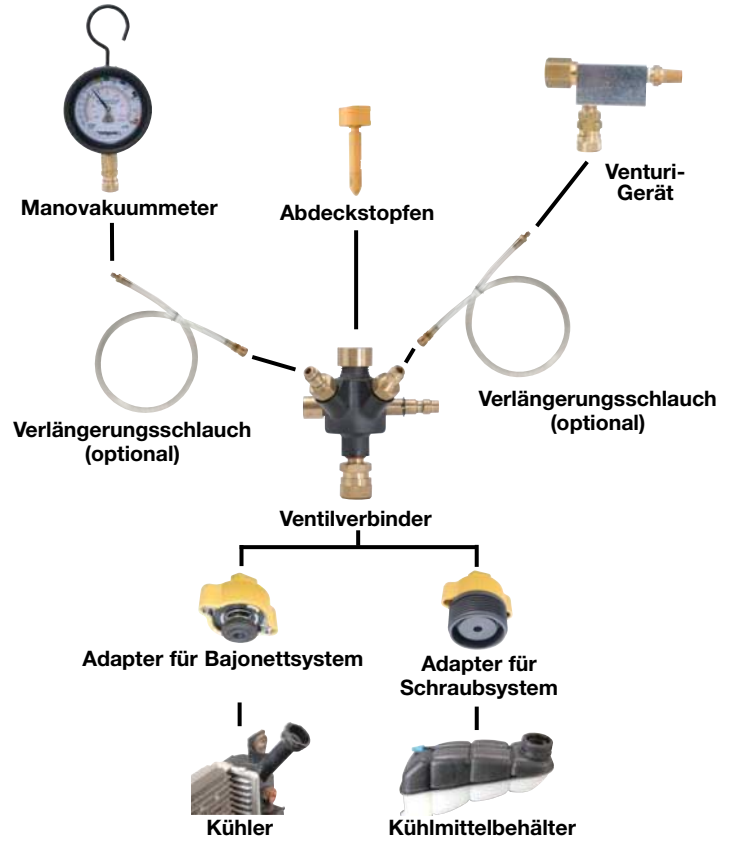 Manovakuummeter
Abdeckstopfen
Venturi-
Gerät
Verlängerungsschlauch
(optional)
Verlängerungsschlauch
(optional)
Ventilverbinder
Adapter für Bajonettsystem
Adapter für
Schraubsystem
Kühler
Kühlmittelbehälter